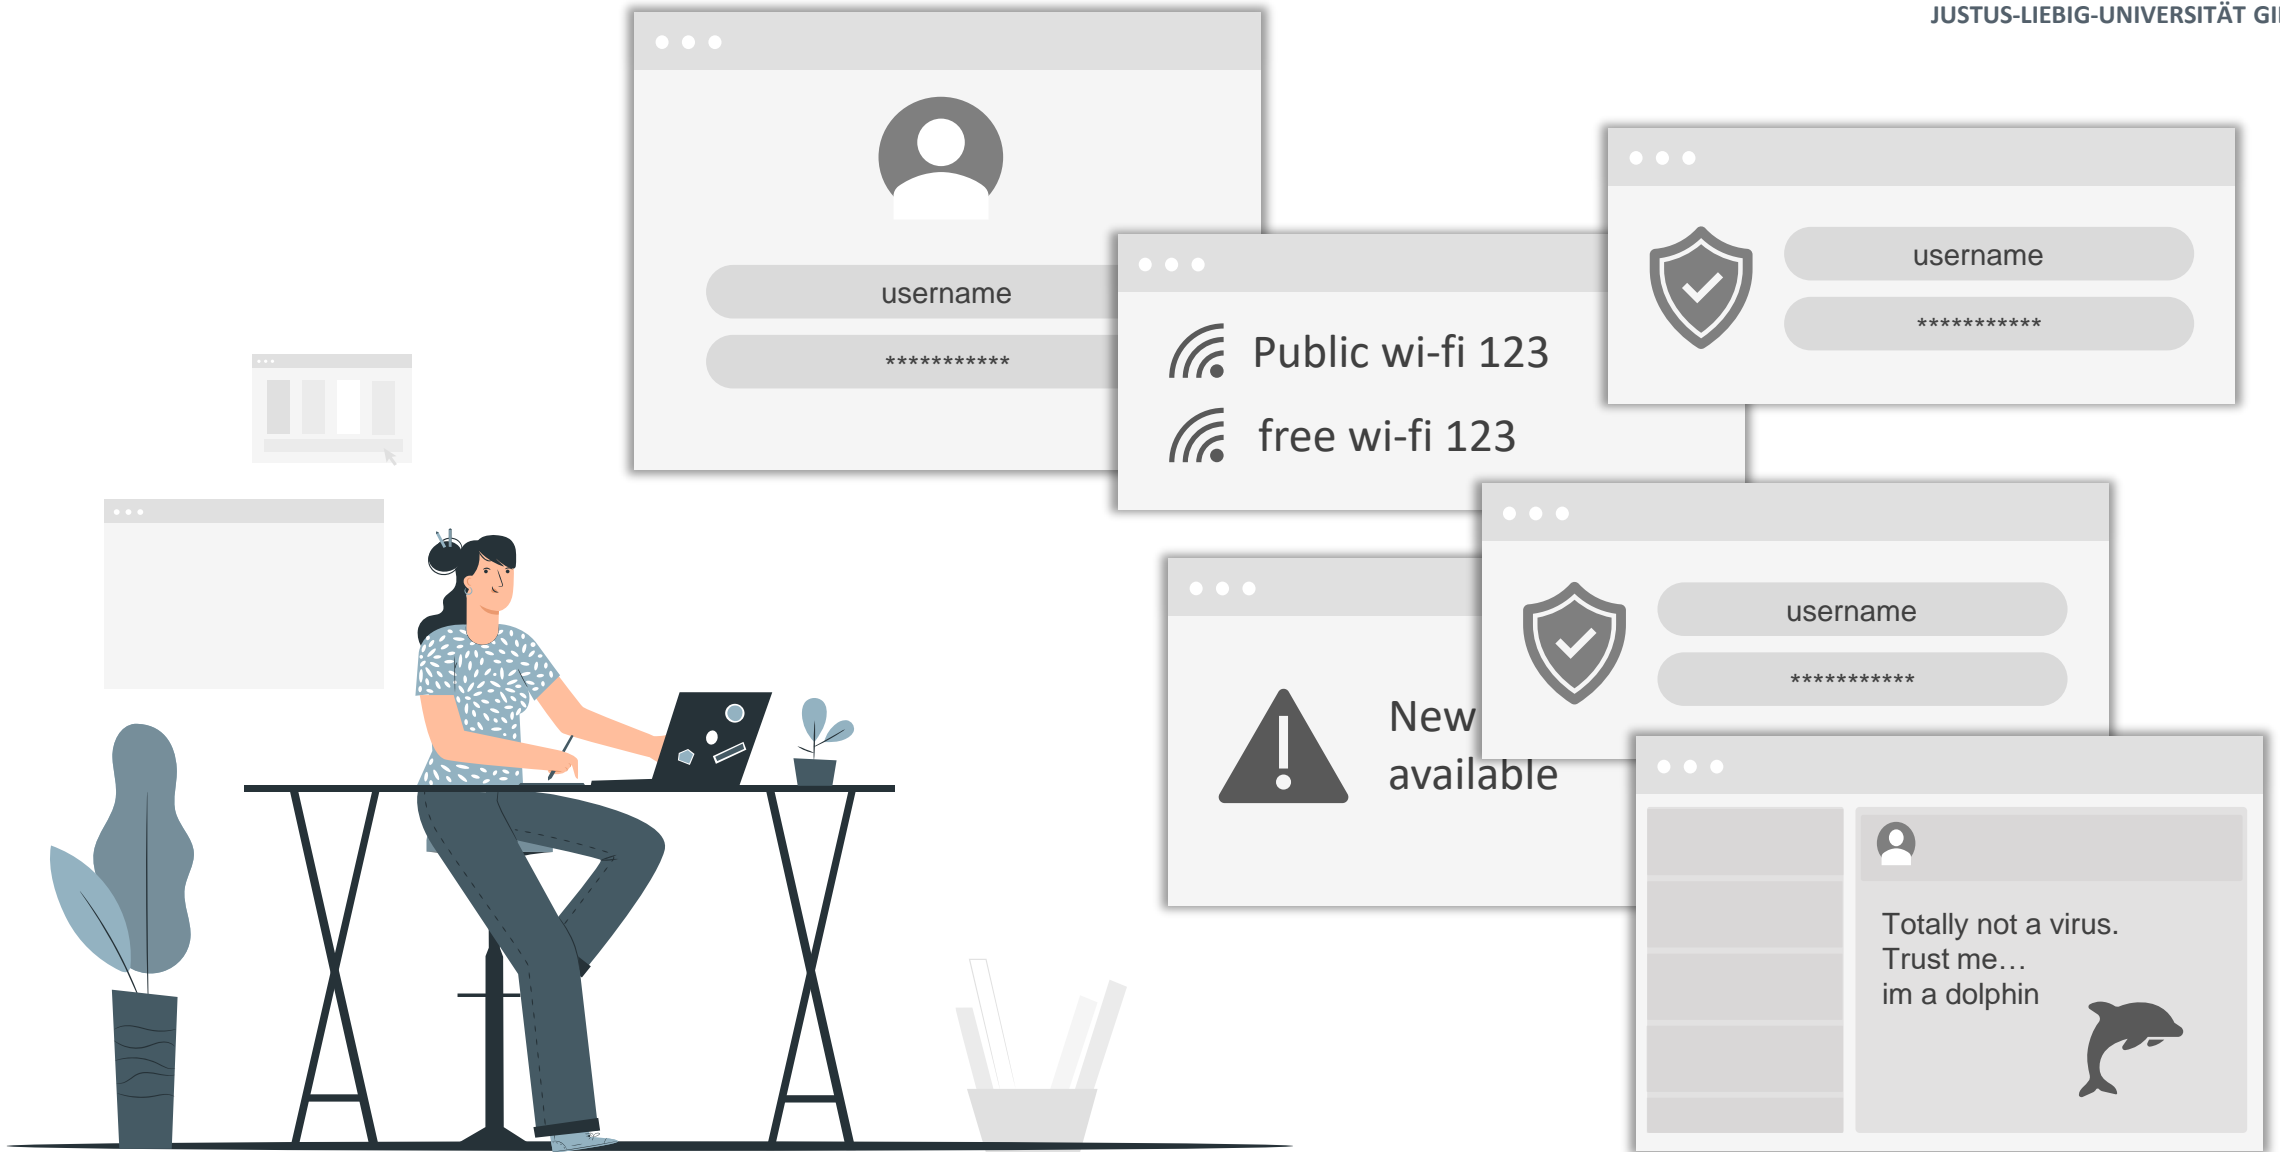 JUSTUS-LIEBIG-UNIVERSITÄT
username
***********
Public wi-fi 123
free wi-fi 123
username
***********
username
***********
New
available
Totally not a virus.
Trust me…
im a dolphin